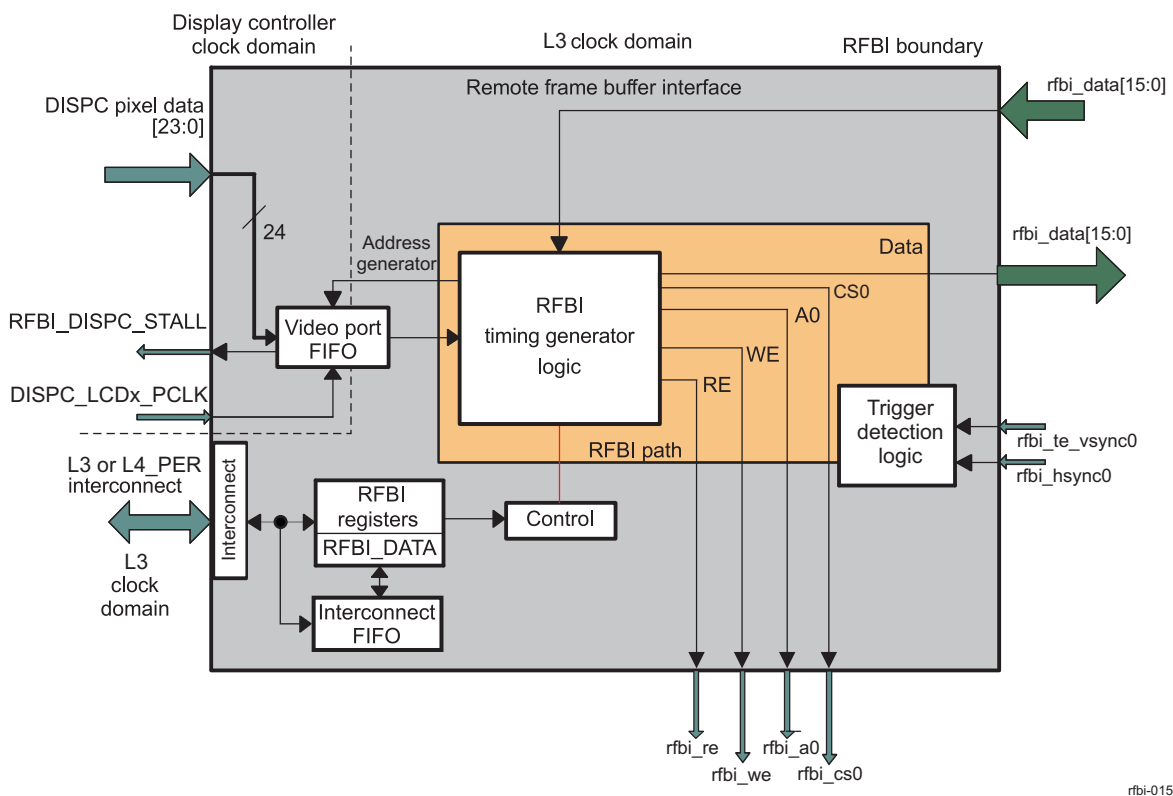 Display controller
clock domain
L3 clock domain
RFBI boundary
Remote frame buffer interface
DISPC pixel data
[23:0]
rfbi_data[15:0]
24
Address
generator
Data
rfbi_data[15:0]
RFBI
timing generator
logic
CS0
A0
WE
RE
RFBI_DISPC_STALL
Video port
FIFO
DISPC_LCDx_PCLK
Trigger
detection
logic
rfbi_te_vsync0
rfbi_hsync0
RFBI path
L3 or L4_PER
interconnect
Interconnect
RFBI
registers
RFBI_DATA
Control
L3
clock
domain
Interconnect
FIFO
rfbi_re
rfbi_we
rfbi_a0
rfbi_cs0
rfbi-015